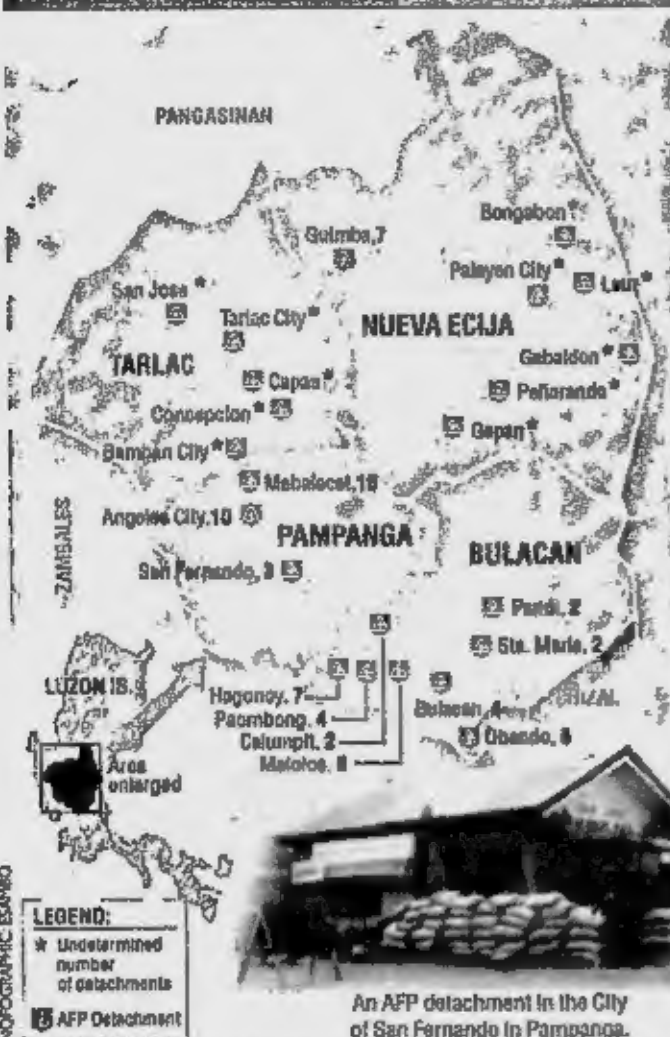 PANGASINAN
Bongabon*
Guimba, 7
Palayan City*
Laur*
San Jose *
Tarlac City*
NUEVA ECIJA
TARLAC
Gabaldon*
Capas*
Peñaranda*
Concepcion*
Gapan*
Bamban City*
Mabalacat,
Angeles City, 10
ZAMBALES
PAMPANGA
BULACAN
San Fernando, 3
Pandi, 2
Sta. Maria, 2
LUZON IS.
Hagonoy, 7
RIZAL
Paombong, 4
Bulacan, 4
Calumpit, 2
Obando,
Malolos,
Area
enlarged
LEGEND:
* Undetermined
number
of detachments
AFP Detachment
An AFP detachment in the City
of San Fernando in Pampanga.